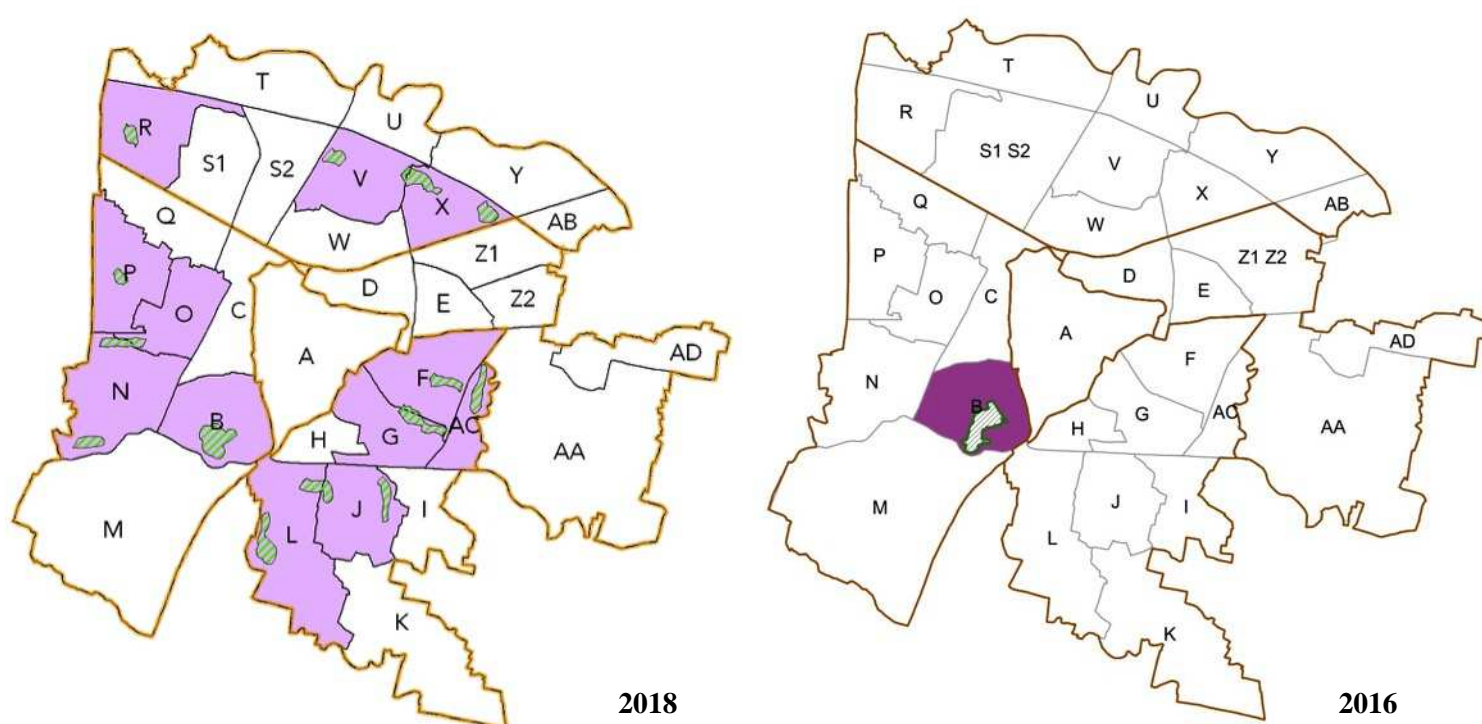 T
U
R
S1
S2
V
Y
X
AB
Q
W
Z1
P
D
E
Z2
O
C
A
AD
F
N
B
AC
G
H
AA
M
L
J
I
K
2018
T
U
R
S1 S2
V
Y
X
AB
Q
W
Z1 Z2
P
D
E
O
C
A
AD
F
N
B
AC
G
H
AA
M
L
J
I
K
2016